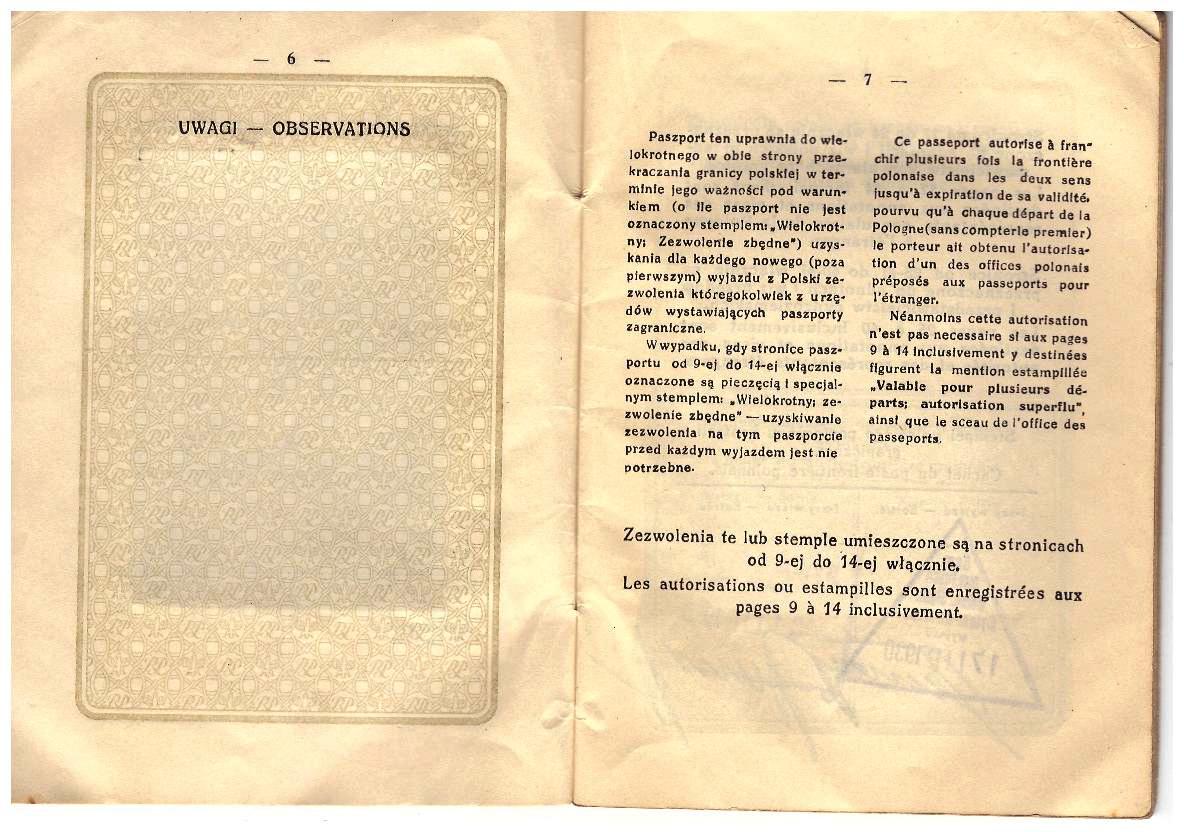 — 6 —
UWAGI — OBSERVATIONS
— 7 —
Paszport ten uprawnia do wie-
lokrotnego w obie strony prze-
kraczania granicy polskiej w ter-
minie jego ważności pod warun-
kiem (o ile paszport nie jest
oznaczony stemplem: „Wielokrot-
ny; Zezwolenie zbędne") uzys-
kania dla każdego nowego (poza
pierwszym) wyjazdu z Polski ze-
zwolenia któregokolwiek z urzę-
dów wystawiających paszporty
zagraniczne.
W wypadku, gdy stronice pasz-
portu od 9-ej do 14-ej włącznie
oznaczone są pieczęcią i specjal-
nym stemplem: „Wielokrotny; ze-
zwolenie zbędne" — uzyskiwanie
zezwolenia na tym paszporcie
przed każdym wyjazdem jest nie
potrzebne.
Ce passeport autorise à fran-
chir plusieurs fois la frontière
polonaise dans les deux sens
jusqu'à expiration de sa validité,
pourvu qu'à chaque départ de la
Pologne (sans compter le premier)
le porteur ait obtenu l'autorisa-
tion d'un des offices polonais
préposés aux passeports pour
l'étranger.
Néanmoins cette autorisation
n'est pas necessaire si aux pages
9 à 14 inclusivement y destinées
figurent la mention estampillée
„Valable pour plusieurs dé-
parts; autorisation superflu",
ainsi que le sceau de l'office des
passeports.
Zezwolenia te lub stemple umieszczone są na stronicach
od 9-ej do 14-ej włącznie.
Les autorisations ou estampilles sont enregistrées aux
pages 9 à 14 inclusivement.